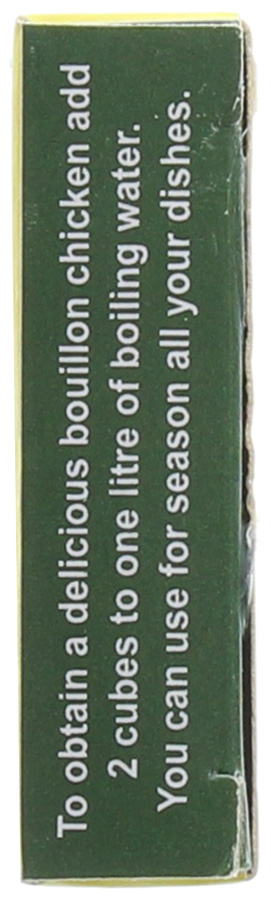 To obtain a delicious bouillon chicken add
2 cubes to one litre of boiling water.
You can use for season all your dishes.